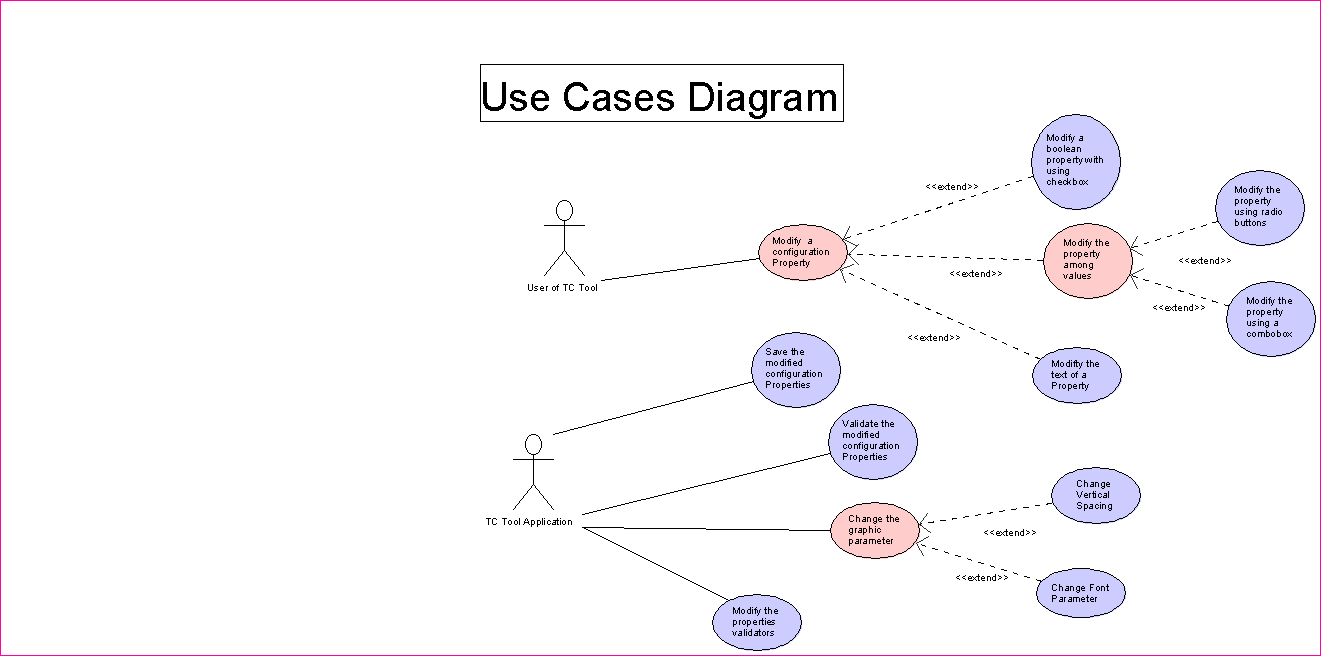 Use Cases Diagram
Modify a
boolean
property with
using
checkbox
<<extend>>
Modify the
property
using radio
buttons
Modify  a
configuration
Property
Modify the
property
among
values
<<extend>>
<<extend>>
User of TC Tool
<<extend>>
Modify the
property
using a
combobox
<<extend>>
Save the
modified
configuration
Properties
Modifty the
text of a
Property
Validate the
modified
configuration
Properties
TC Tool Application
Change
Vertical
Spacing
Change the
graphic
parameter
<<extend>>
<<extend>>
Change Font
Parameter
Modify the
properties
validators